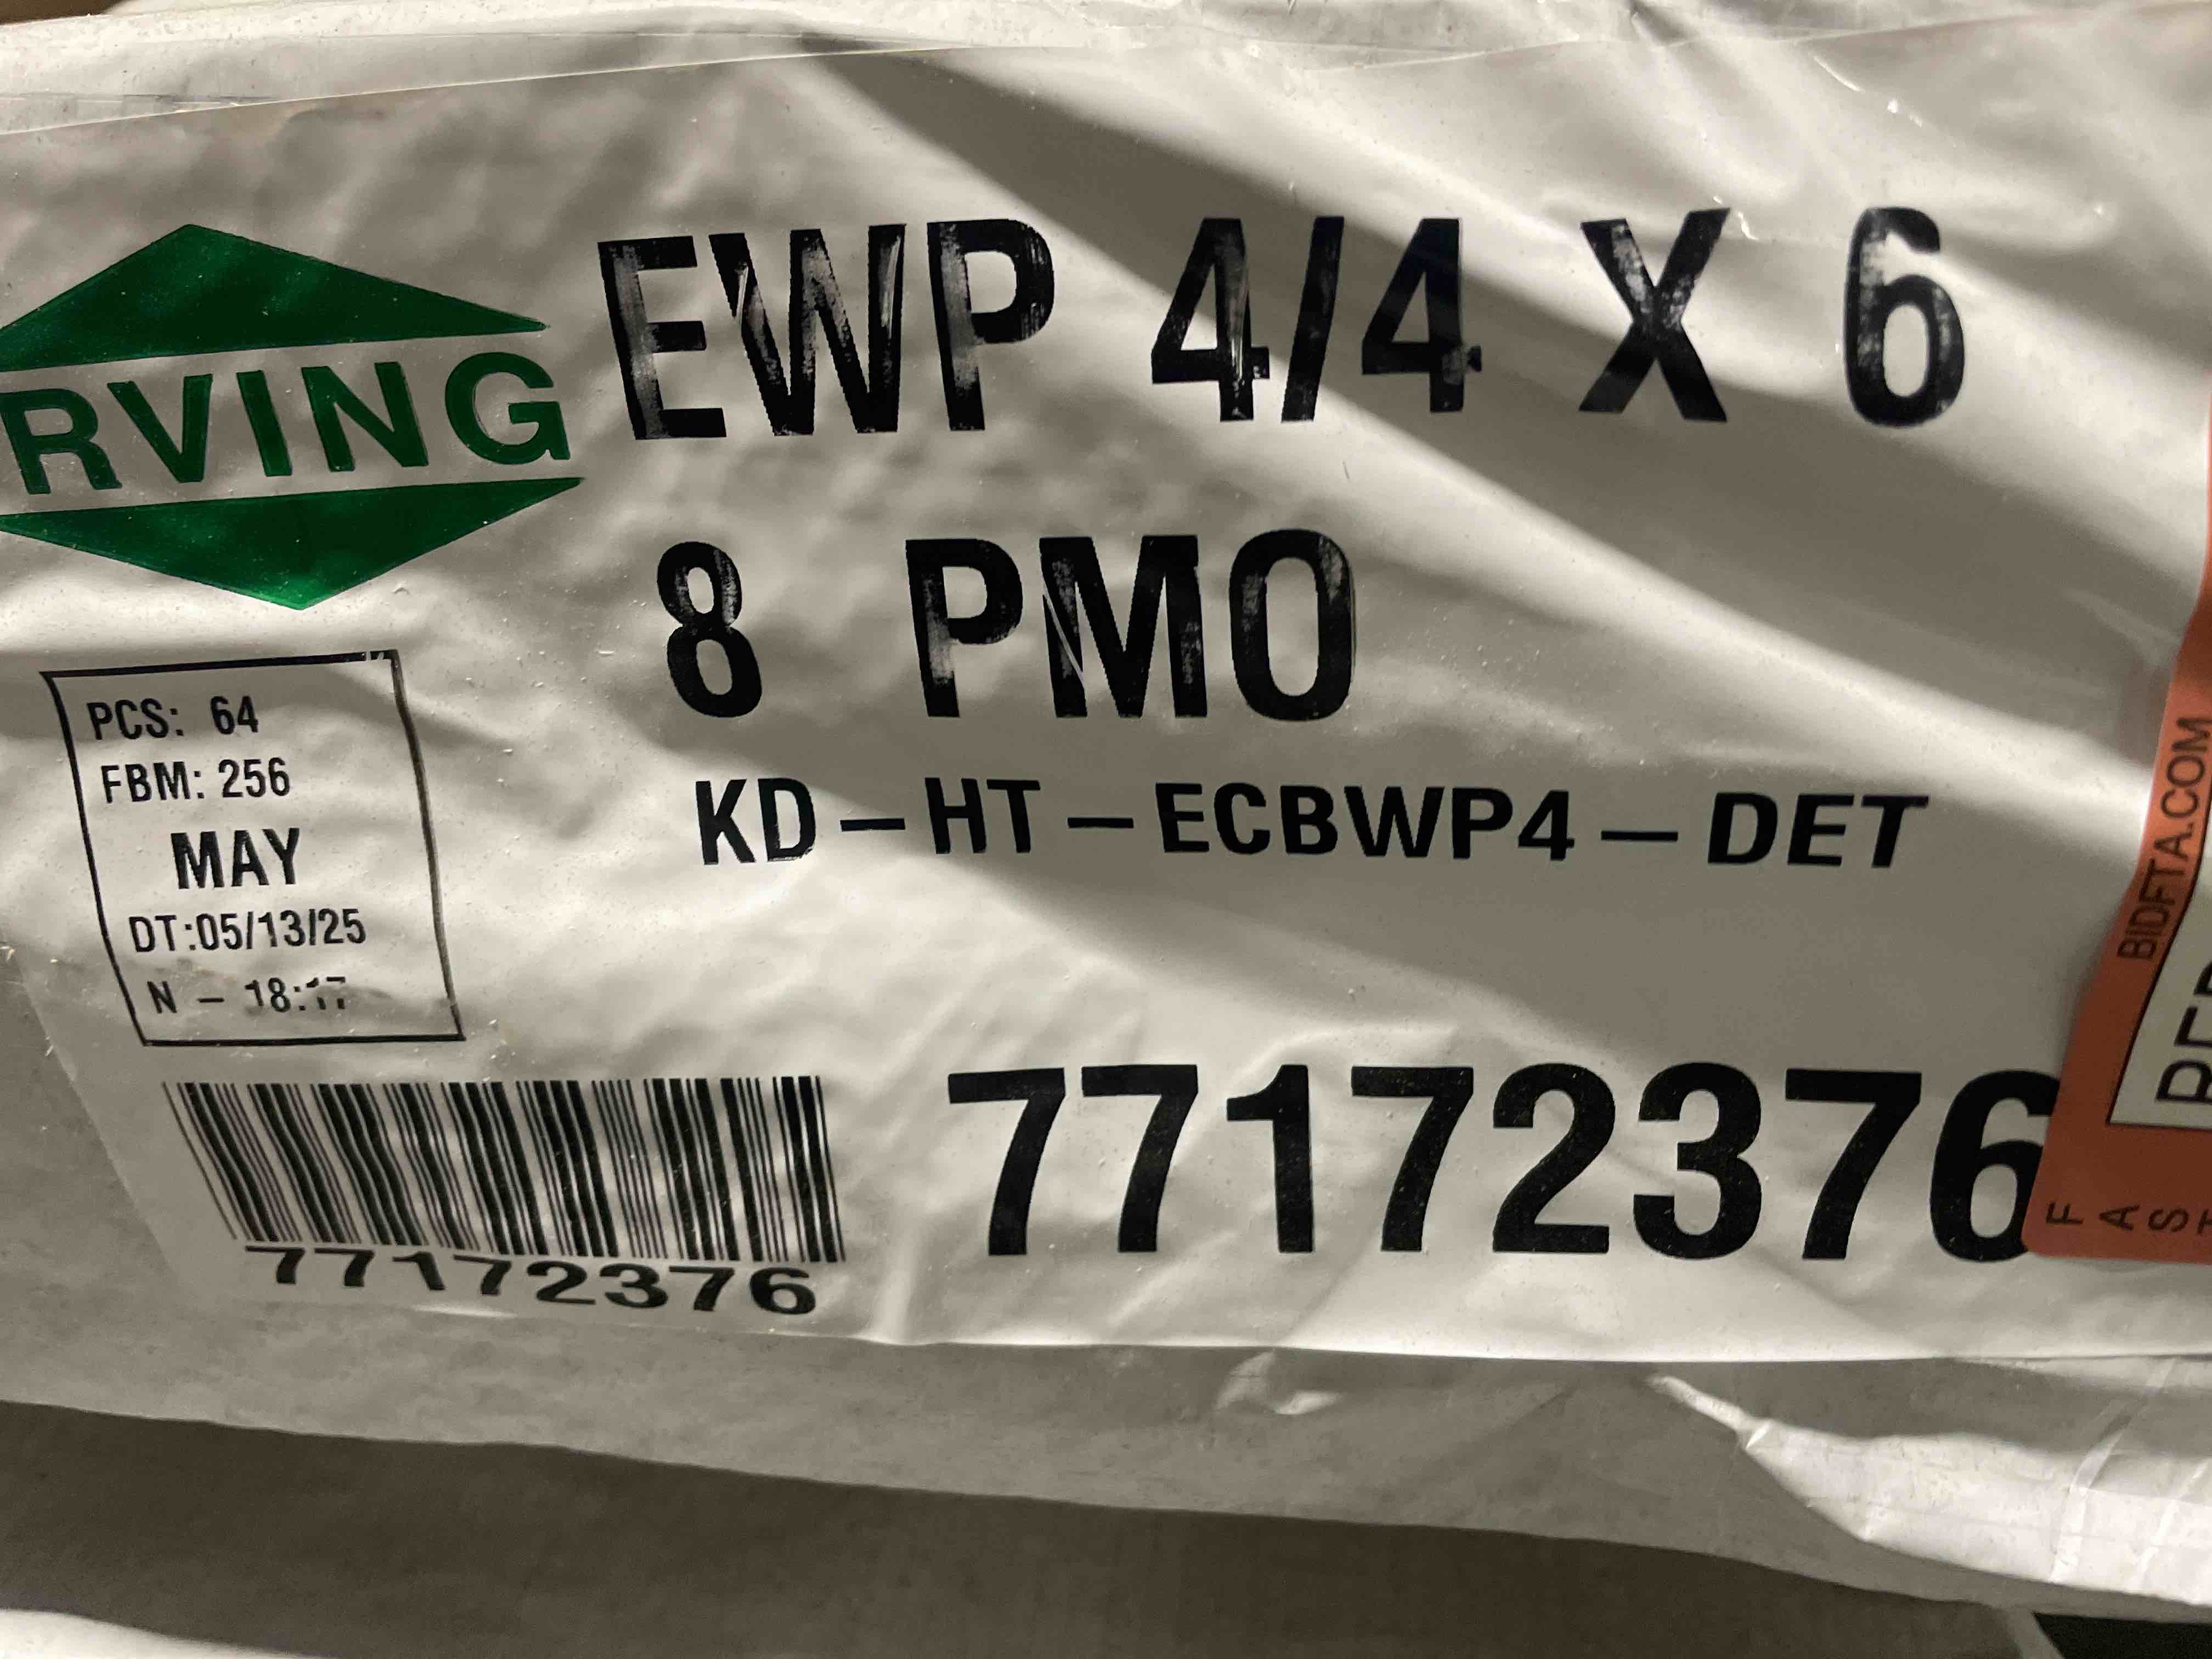 RVING
EWP 4/4 X 6
8 PMO
KD-HT-ECBWP4-DET
PCS: 64
FBM: 256
MAY
DT:05/13/25
N - 18:17
77172376
77172376
BIDFTA.COM
FAST